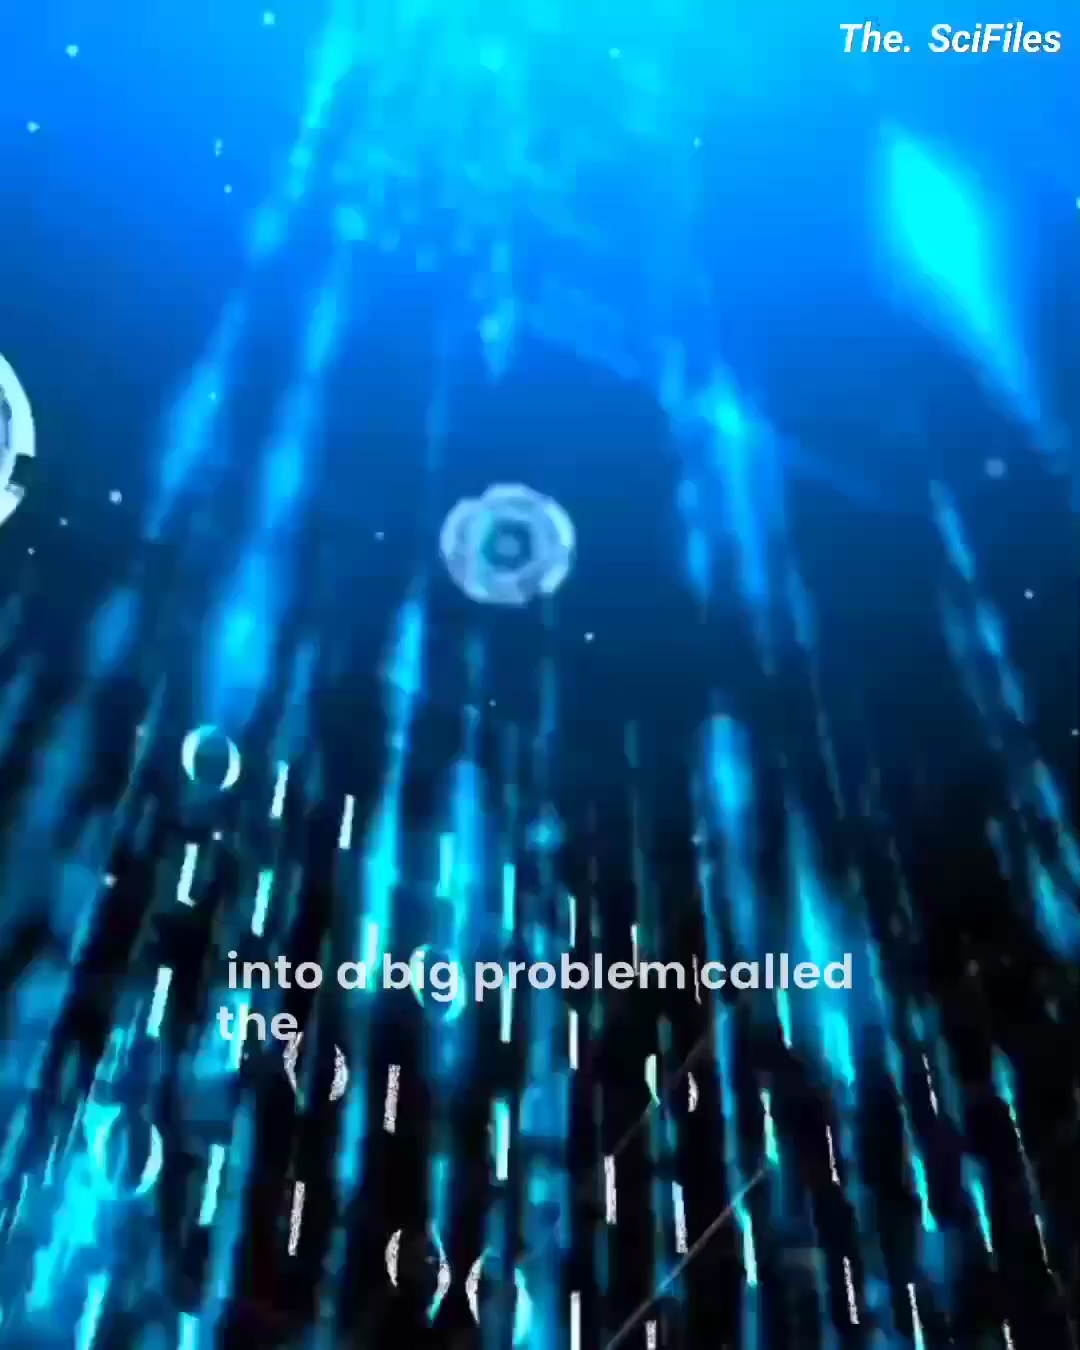 The. SciFiles
into a big problem called
the